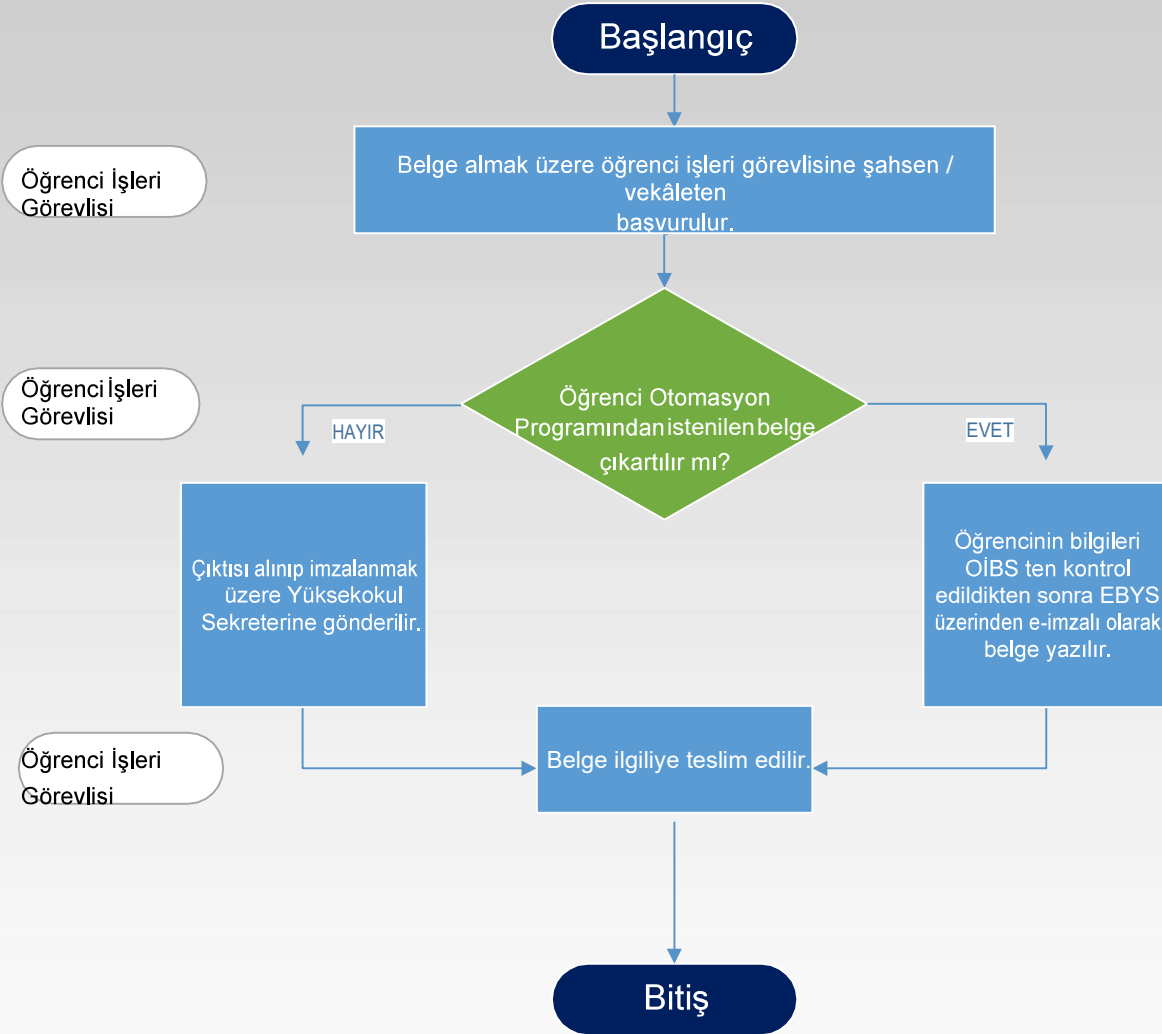 Başlangıç
Öğrenci İşleri
Görevlisi
Belge almak üzere öğrenci işleri görevlisine şahsen /
vekâleten
başvurulur.
Öğrenci İşleri
Görevlisi
Öğrenci Otomasyon
Programından istenilen belge
çıkartılır mı?
HAYIR
EVET
Çıktısı alınıp imzalanmak
üzere Yüksekokul
Sekreterine gönderilir.
Öğrencinin bilgileri
OİBS ten kontrol
edildikten sonra EBYS
üzerinden e-imzalı olarak
belge yazılır.
Öğrenci İşleri
Görevlisi
Belge ilgiliye teslim edilir.
Bitiş